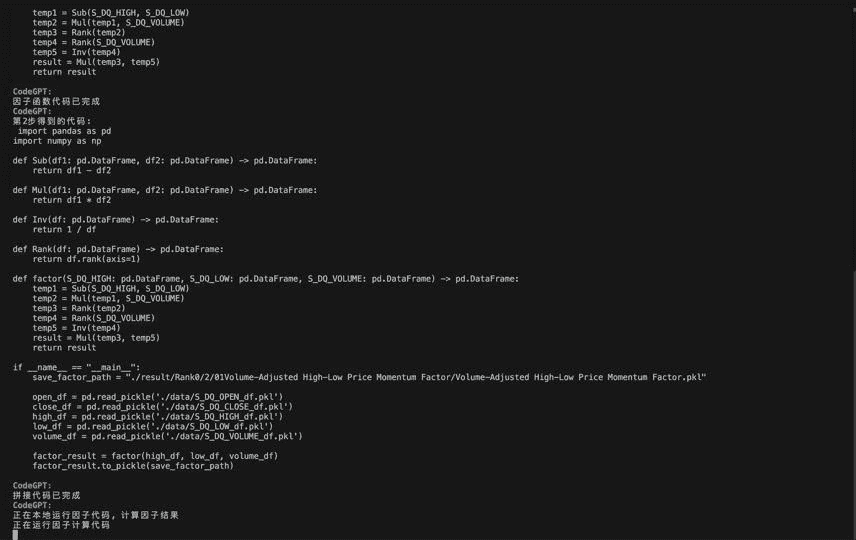 temp1 = Sub(S_DQ_HIGH, S_DQ_LOW)
    temp2 = Mul(temp1, S_DQ_VOLUME)
    temp3 = Rank(temp2)
    temp4 = Rank(S_DQ_VOLUME)
    temp5 = Inv(temp4)
    result = Mul(temp3, temp5)
    return result

CodeGPT:
因子函数代码已完成
CodeGPT:
第2步得到的代码:
 import pandas as pd
import numpy as np

def Sub(df1: pd.DataFrame, df2: pd.DataFrame) -> pd.DataFrame:
    return df1 - df2

def Mul(df1: pd.DataFrame, df2: pd.DataFrame) -> pd.DataFrame:
    return df1 * df2

def Inv(df: pd.DataFrame) -> pd.DataFrame:
    return 1 / df

def Rank(df: pd.DataFrame) -> pd.DataFrame:
    return df.rank(axis=1)

def factor(S_DQ_HIGH: pd.DataFrame, S_DQ_LOW: pd.DataFrame, S_DQ_VOLUME: pd.DataFrame) -> pd.DataFrame:
    temp1 = Sub(S_DQ_HIGH, S_DQ_LOW)
    temp2 = Mul(temp1, S_DQ_VOLUME)
    temp3 = Rank(temp2)
    temp4 = Rank(S_DQ_VOLUME)
    temp5 = Inv(temp4)
    result = Mul(temp3, temp5)
    return result

if __name__ == "__main__":
    save_factor_path = "./result/Rank0/2/01Volume-Adjusted High-Low Price Momentum Factor/Volume-Adjusted High-Low Price Momentum Factor.pkl"

    open_df = pd.read_pickle('./data/S_DQ_OPEN_df.pkl')
    close_df = pd.read_pickle('./data/S_DQ_CLOSE_df.pkl')
    high_df = pd.read_pickle('./data/S_DQ_HIGH_df.pkl')
    low_df = pd.read_pickle('./data/S_DQ_LOW_df.pkl')
    volume_df = pd.read_pickle('./data/S_DQ_VOLUME_df.pkl')

    factor_result = factor(high_df, low_df, volume_df)
    factor_result.to_pickle(save_factor_path)

CodeGPT:
拼接代码已完成
CodeGPT:
正在本地运行因子代码, 计算因子结果
正在运行因子计算代码